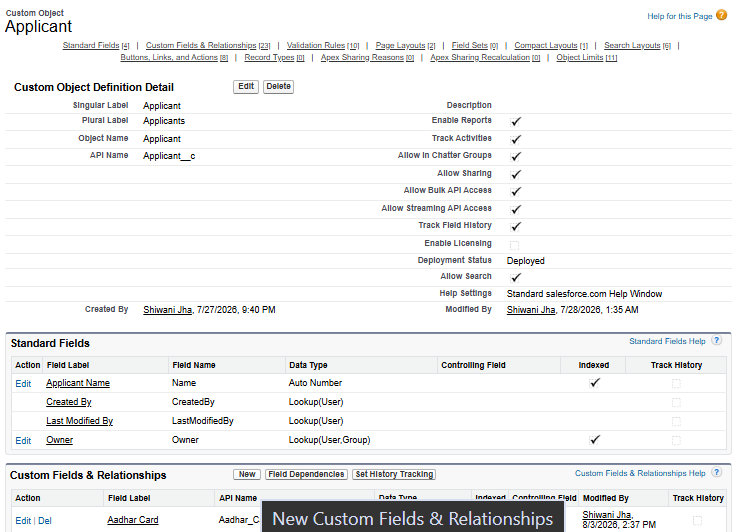 Custom Object
Applicant
Help for this Page ?
Standard Fields [4] | Custom Fields & Relationships [23] | Validation Rules [10] | Page Layouts [2] | Field Sets [0] | Compact Layouts [1] | Search Layouts [6] |
Buttons, Links, and Actions [8] | Record Types [0] | Apex Sharing Reasons [0] | Apex Sharing Recalculation [0] | Object Limits [11]
Custom Object Definition Detail Edit Delete
Singular Label Applicant Description
Plural Label Applicants Enable Reports
Object Name Applicant Track Activities
API Name Applicant__c Allow in Chatter Groups
Allow Sharing
Allow Bulk API Access
Allow Streaming API Access
Track Field History
Enable Licensing
Deployment Status Deployed
Allow Search
Help Settings Standard salesforce.com Help Window
Created By Shiwani Jha, 7/27/2026, 9:40 PM Modified By Shiwani Jha, 7/28/2026, 1:35 AM
Standard Fields Standard Fields Help ?
Action Field Label Field Name Data Type Controlling Field Indexed Track History
Edit Applicant Name Name Auto Number
Created By CreatedBy Lookup(User)
Last Modified By LastModifiedBy Lookup(User)
Edit Owner Owner Lookup(User,Group)
Custom Fields & Relationships New Field Dependencies Set History Tracking Custom Fields & Relationships Help ?
Action Field Label API Name Data Type Indexed Controlling Field Modified By Track History
Edit | Del Aadhar Card Aadhar_C Shiwani Jha,
8/3/2026, 2:37 PM
New Custom Fields & Relationships